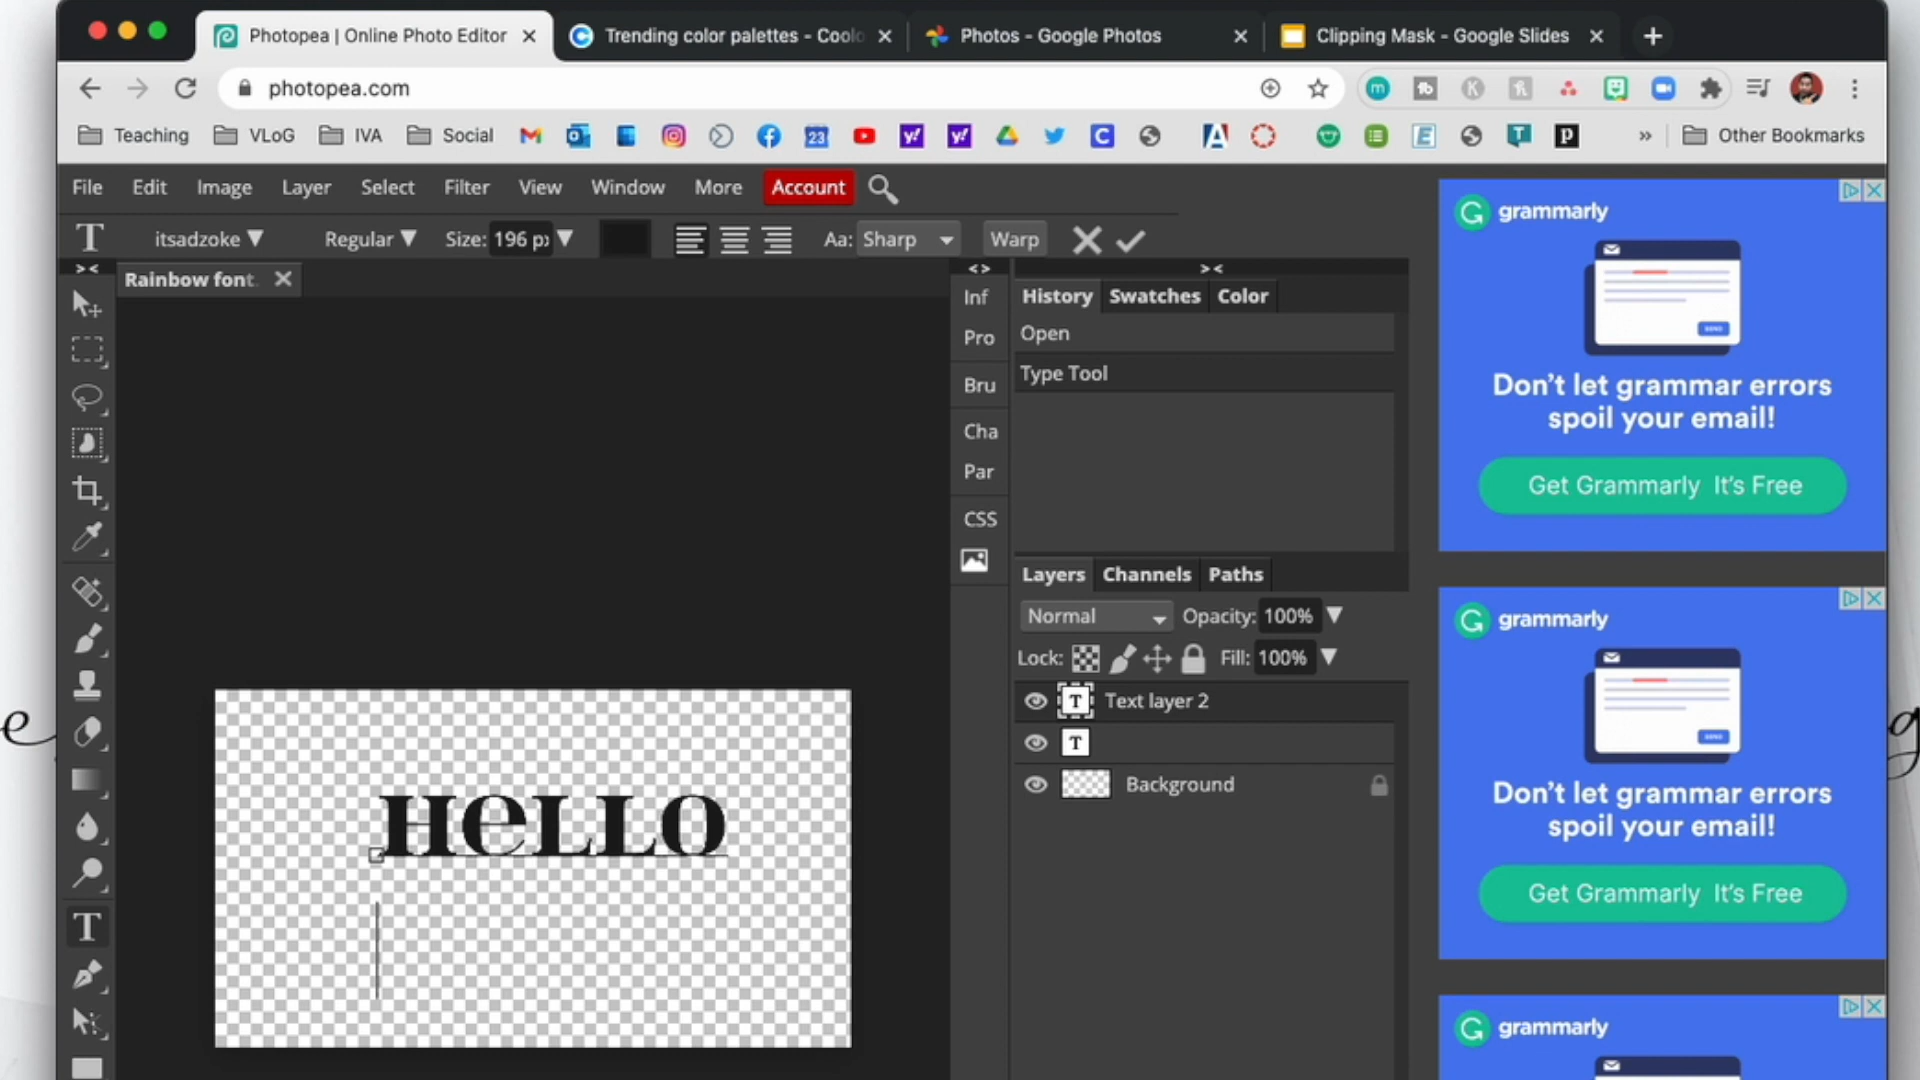 Photopea | Online Photo Editor
Trending color palettes - Coolo
Photos - Google Photos
Clipping Mask - Google Slides
photopea.com
Teaching
VLoG
IVA
Social
Other Bookmarks
File Edit Image Layer Select Filter View Window More Account
T itsadzoke Regular Size: 196 px Aa: Sharp Warp
Rainbow font.
Inf
Pro
Bru
Cha
Par
CSS
History Swatches Color
Open
Type Tool
Layers Channels Paths
Normal Opacity: 100%
Lock: Fill: 100%
T Text layer 2
T
Background
HeLLO
grammarly
Don't let grammar errors
spoil your email!
Get Grammarly It's Free
grammarly
Don't let grammar errors
spoil your email!
Get Grammarly It's Free
grammarly